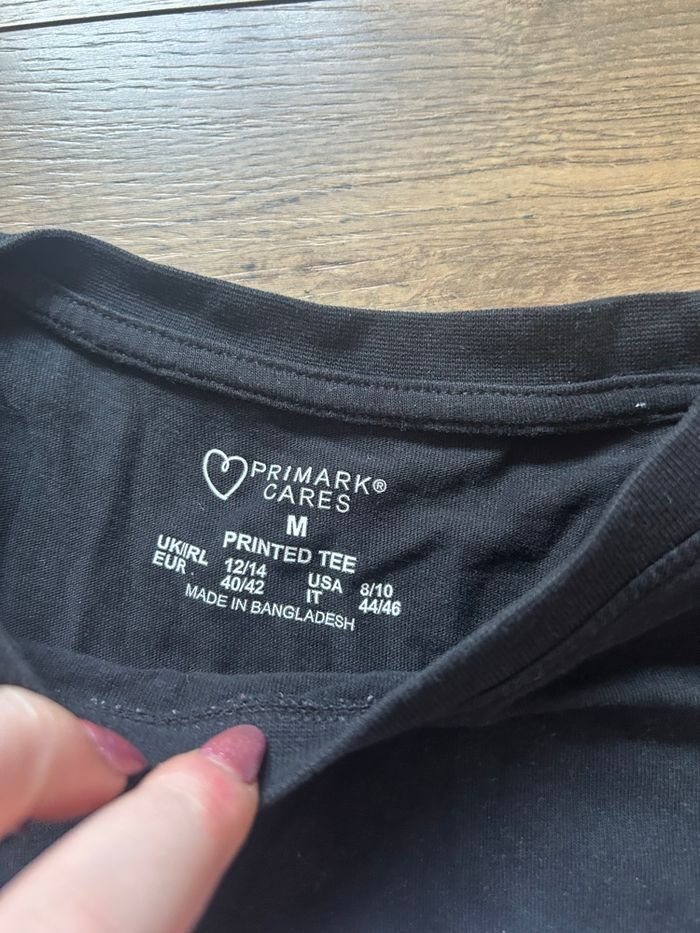 PRIMARK®
CARES
M
PRINTED TEE
UK/IRL 12/14 USA 8/10
EUR 40/42 IT 44/46
MADE IN BANGLADESH